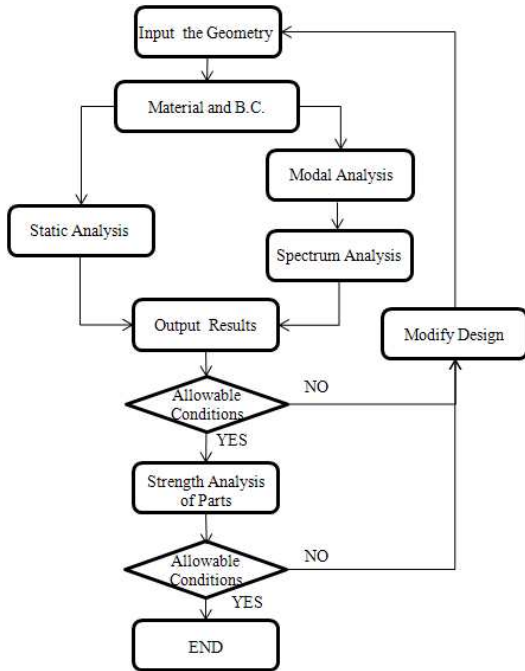 Input the Geometry
Material and B.C.
Modal Analysis
Static Analysis
Spectrum Analysis
Output Results
Modify Design
Allowable
Conditions
NO
YES
Strength Analysis
of Parts
Allowable
Conditions
NO
YES
END